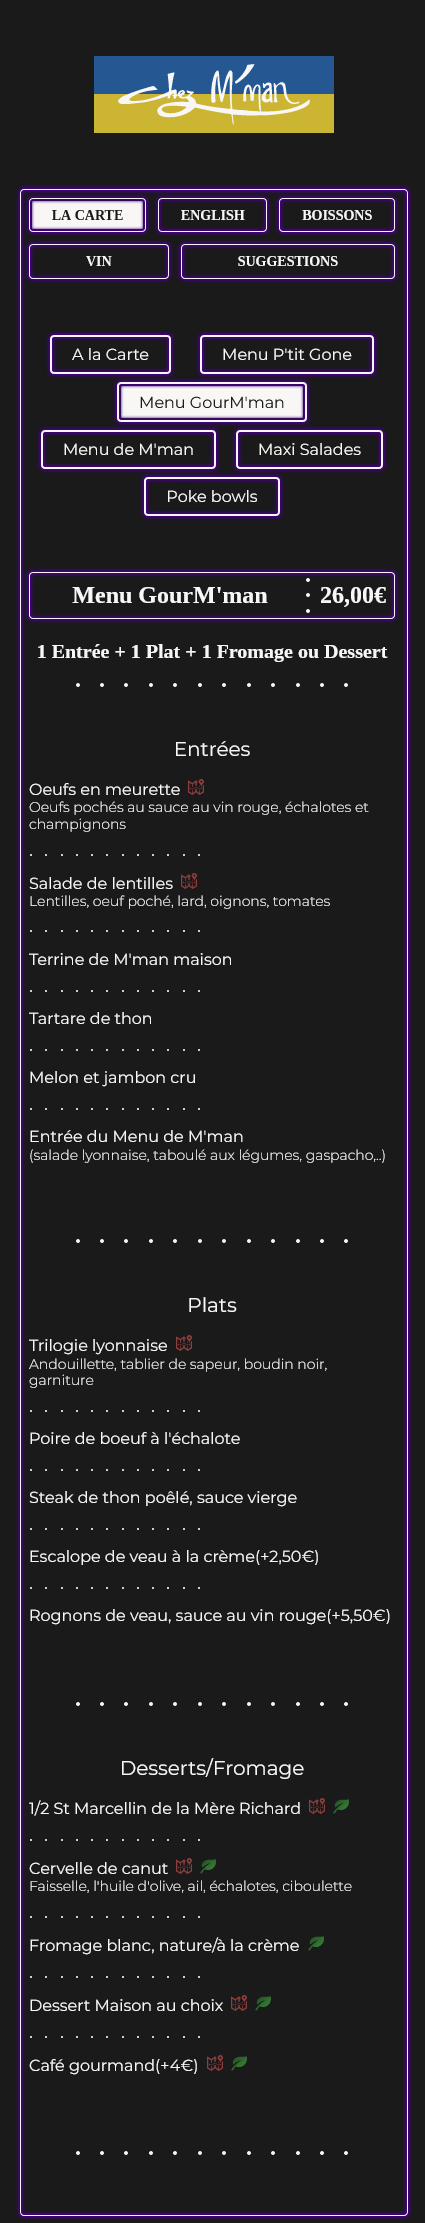 chez M'man
LA CARTE
ENGLISH
BOISSONS
VIN
SUGGESTIONS
A la Carte
Menu P'tit Gone
Menu GourM'man
Menu de M'man
Maxi Salades
Poke bowls
Menu GourM'man
26,00€
1 Entrée + 1 Plat + 1 Fromage ou Dessert
Entrées
Oeufs en meurette
Oeufs pochés au sauce au vin rouge, échalotes et
champignons
Salade de lentilles
Lentilles, oeuf poché, lard, oignons, tomates
Terrine de M'man maison
Tartare de thon
Melon et jambon cru
Entrée du Menu de M'man
(salade lyonnaise, taboulé aux légumes, gaspacho,..)
Plats
Trilogie lyonnaise
Andouillette, tablier de sapeur, boudin noir,
garniture
Poire de boeuf à l'échalote
Steak de thon poêlé, sauce vierge
Escalope de veau à la crème(+2,50€)
Rognons de veau, sauce au vin rouge(+5,50€)
Desserts/Fromage
1/2 St Marcellin de la Mère Richard
Cervelle de canut
Faisselle, l'huile d'olive, ail, échalotes, ciboulette
Fromage blanc, nature/à la crème
Dessert Maison au choix
Café gourmand(+4€)